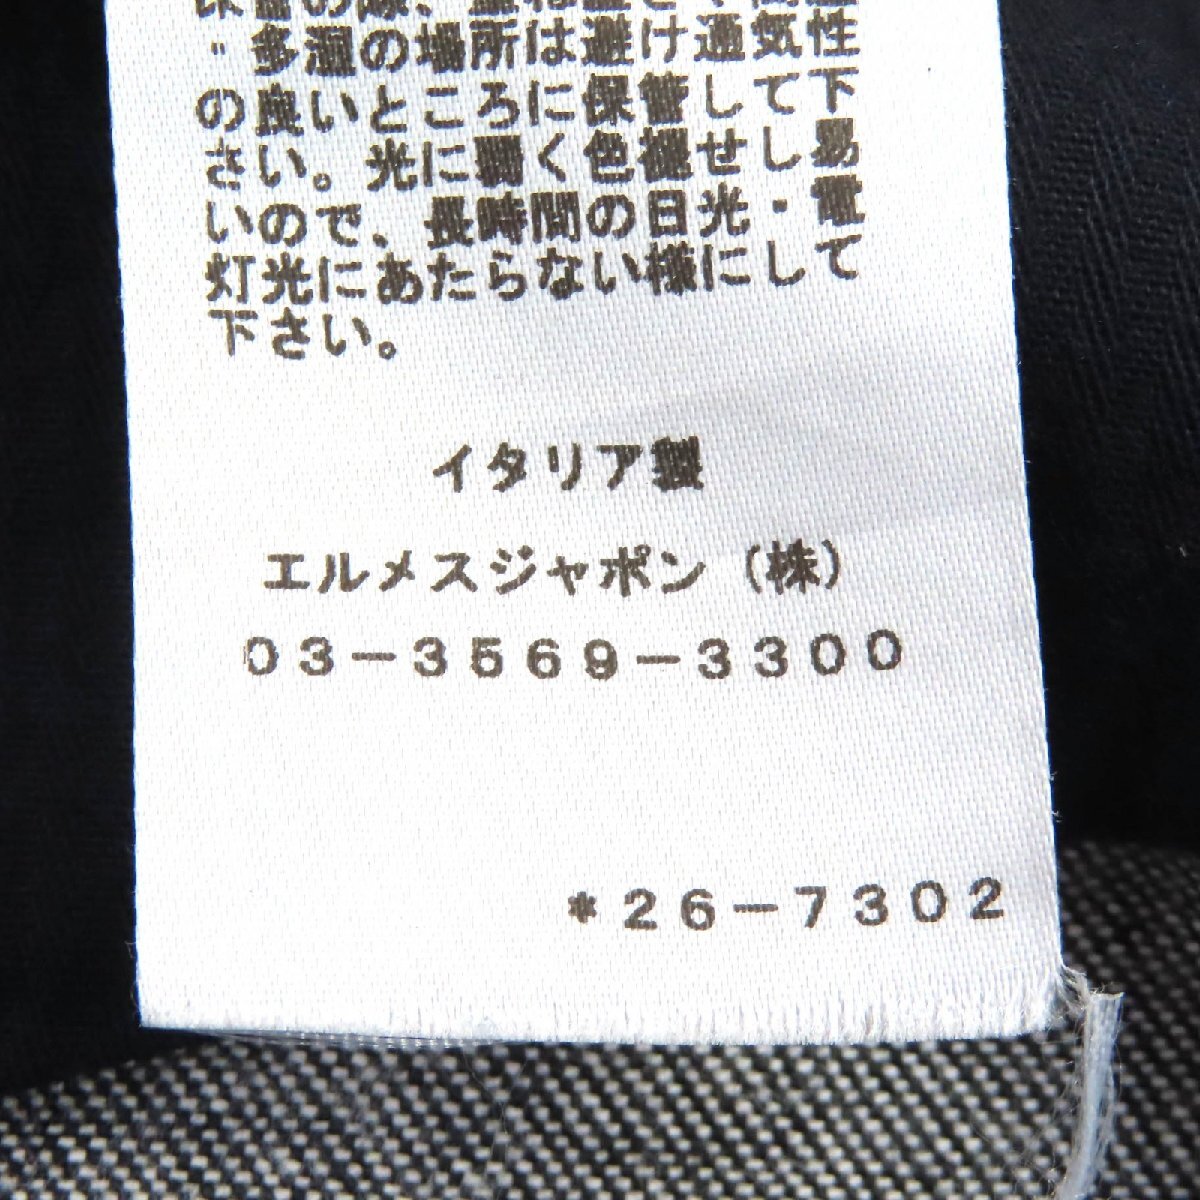 ・多湿の場所は避け通気性
の良いところに保管して下
さい。光に弱く色褪せし易
いので、長時間の日光・電
灯光にあたらない様にして
下さい。
イタリア製
エルメスジャポン（株）
０３－３５６９－３３００
＊２６－７３０２